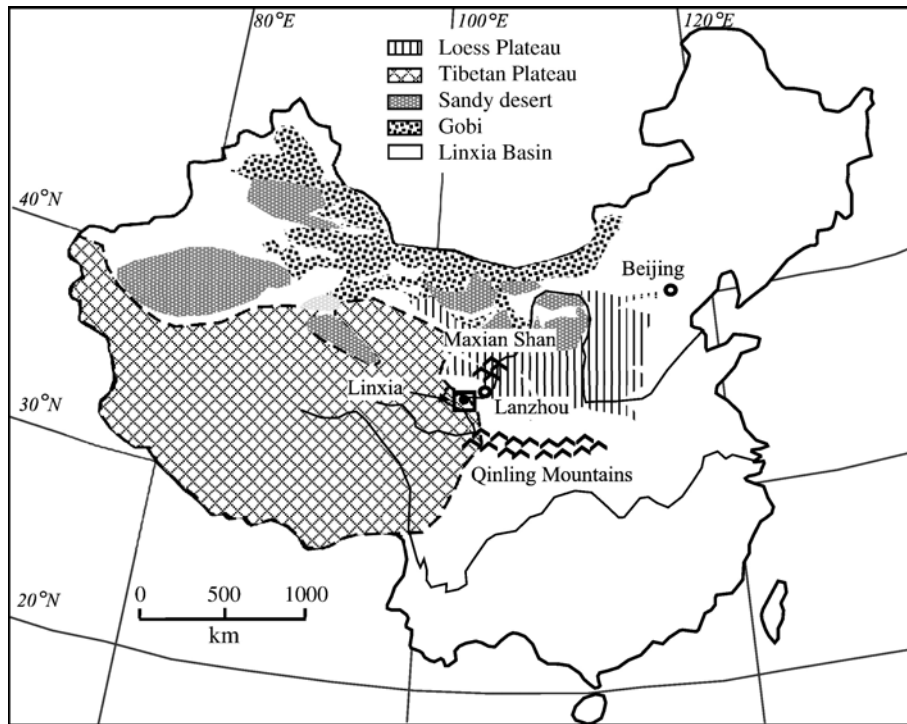 80°E
100°E
120°E
Loess Plateau
Tibetan Plateau
Sandy desert
Gobi
Linxia Basin
40°N
Beijing
Maxian Shan
Linxia
Lanzhou
30°N
Qinling Mountains
0 500 1000
km
20°N